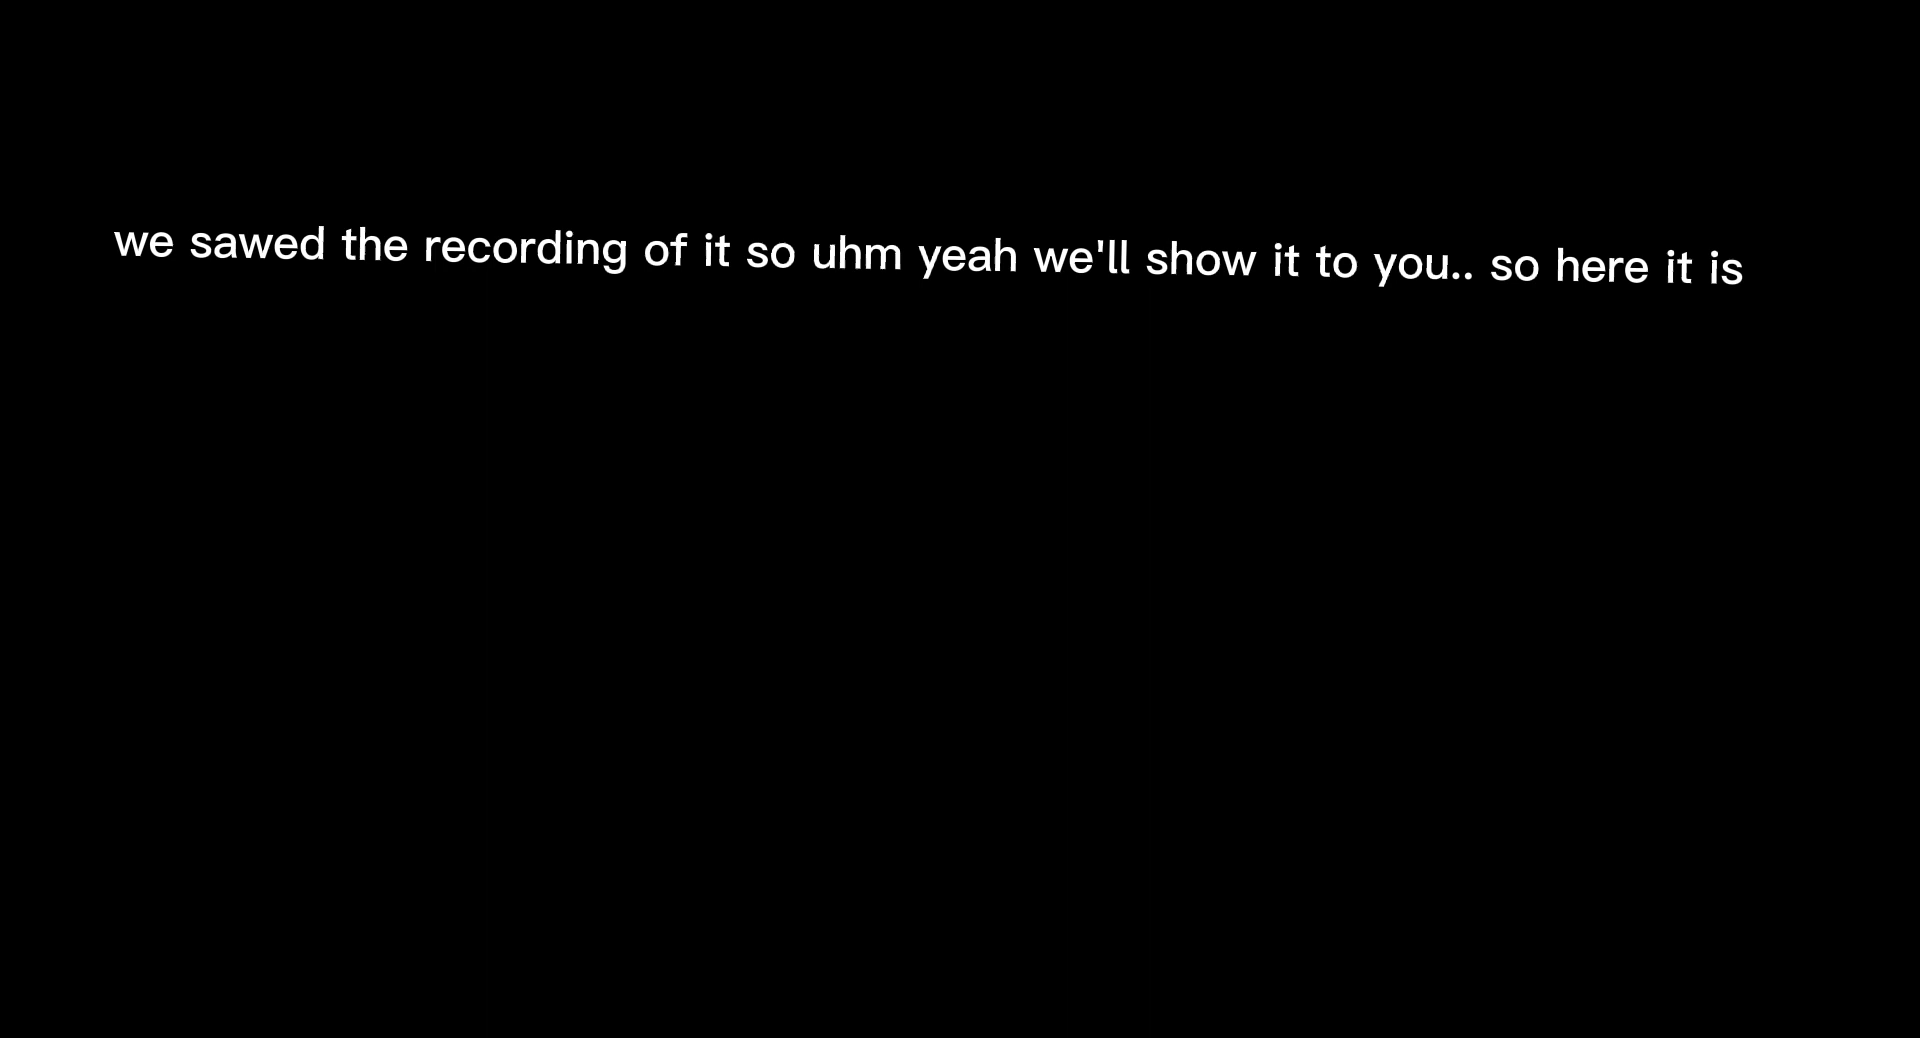 we sawed the recording of it so uhm yeah we'll show it to you.. so here it is